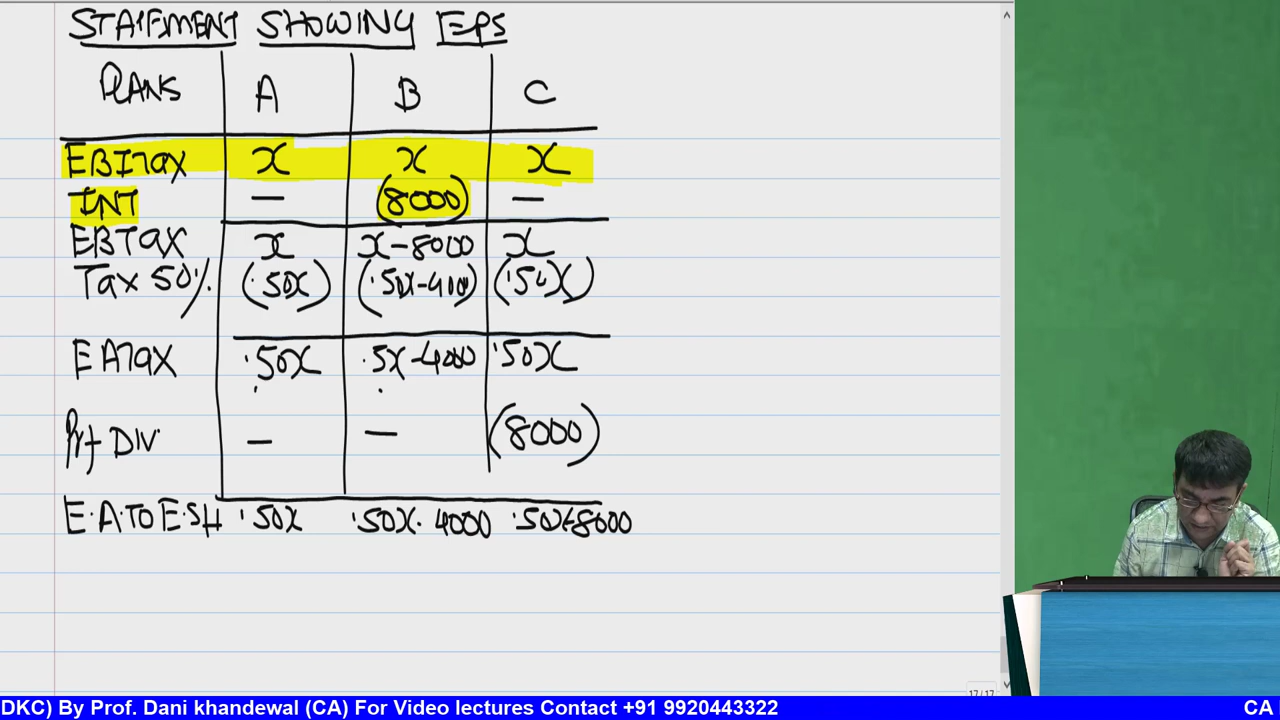 STATEMENT SHOWING EPS
PLANS A B C
EBITax x x x
INT — (8000) —
EBTax x x-8000 x
Tax 50% (.50x) (.50x-4000) (.50x)
EATax .50x .5x-4000 .50x
Prf DIV — — (8000)
E.A.TO E.SH .50x .50x-4000 .50x-8000
17/17
DKC) By Prof. Dani khandewal (CA) For Video lectures Contact +91 9920443322 CA